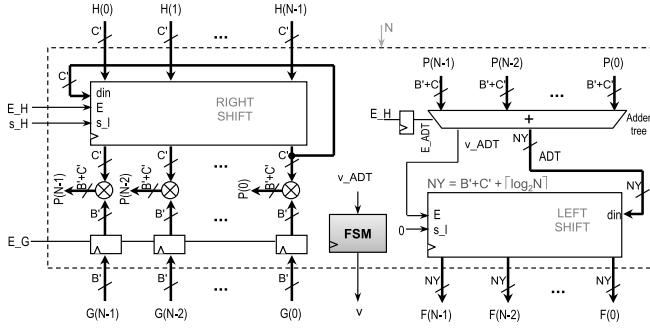 H(0) H(1) H(N-1)
C' C' C'
N
C'
din
E_H E
s_H s_l
RIGHT
SHIFT
...
...
C' C' C'
P(N-1) B'+C' P(N-2) B'+C' P(0) B'+C'
B' B' B'
...
E_G
B' B' B'
...
G(N-1) G(N-2) G(0)
v_ADT
FSM
v
P(N-1) P(N-2) P(0)
B'+C' B'+C' ... B'+C'
E_H
E_ADT
+
Adder
tree
v_ADT
NY
ADT
NY = B'+C' + ⌈log₂N⌉
NY
E din
0 s_l
LEFT
SHIFT
NY NY ... NY
F(N-1) F(N-2) F(0)